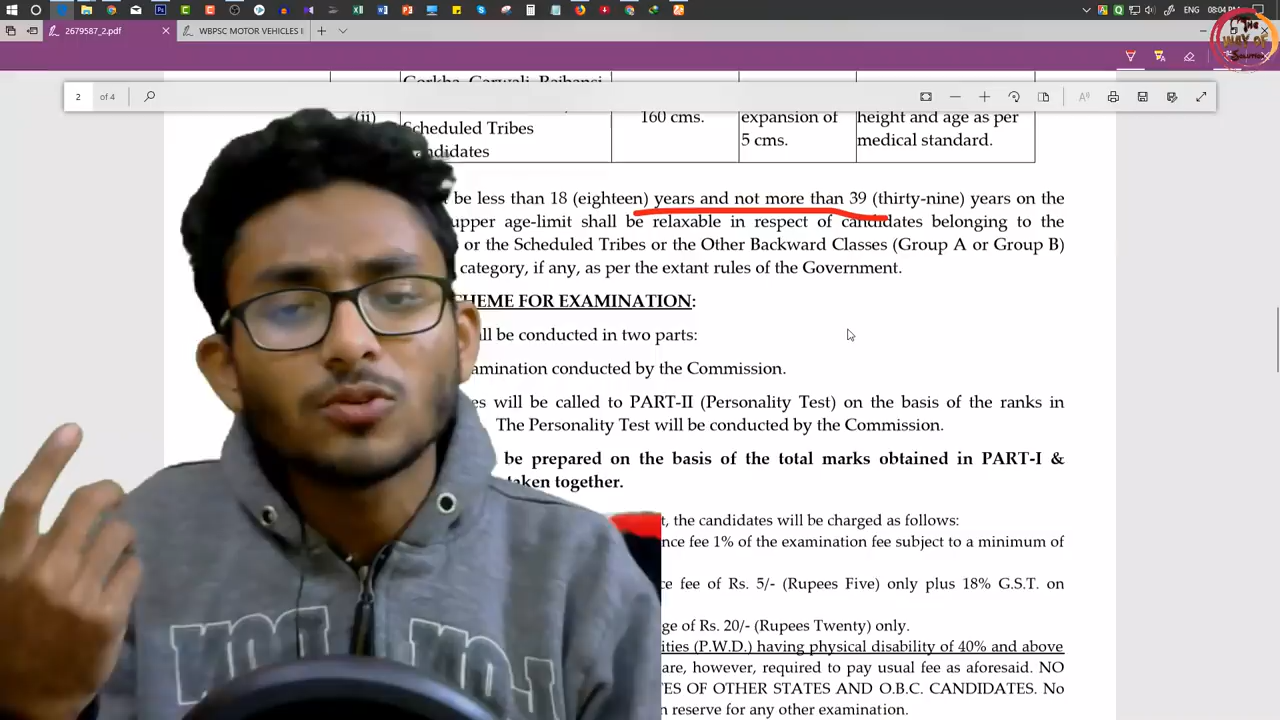 08:04 PM
ENG
2679587_2.pdf
WBPSC MOTOR VEHICLES I
THE
WAY OF
Solution
2 of 4
Gorkha, Garwali, Rajbansi
(ii)
Scheduled Tribes
160 cms.
expansion of
height and age as per
5 cms.
medical standard.
be less than 18 (eighteen) years and not more than 39 (thirty-nine) years on the
upper age-limit shall be relaxable in respect of candidates belonging to the
or the Scheduled Tribes or the Other Backward Classes (Group A or Group B)
category, if any, as per the extant rules of the Government.
HEME FOR EXAMINATION:
all be conducted in two parts:
amination conducted by the Commission.
es will be called to PART-II (Personality Test) on the basis of the ranks in
The Personality Test will be conducted by the Commission.
be prepared on the basis of the total marks obtained in PART-I &
taken together.
t, the candidates will be charged as follows:
nce fee 1% of the examination fee subject to a minimum of
e fee of Rs. 5/- (Rupees Five) only plus 18% G.S.T. on
ge of Rs. 20/- (Rupees Twenty) only.
ities (P.W.D.) having physical disability of 40% and above
are, however, required to pay usual fee as aforesaid. NO
ES OF OTHER STATES AND O.B.C. CANDIDATES. No
n reserve for any other examination.